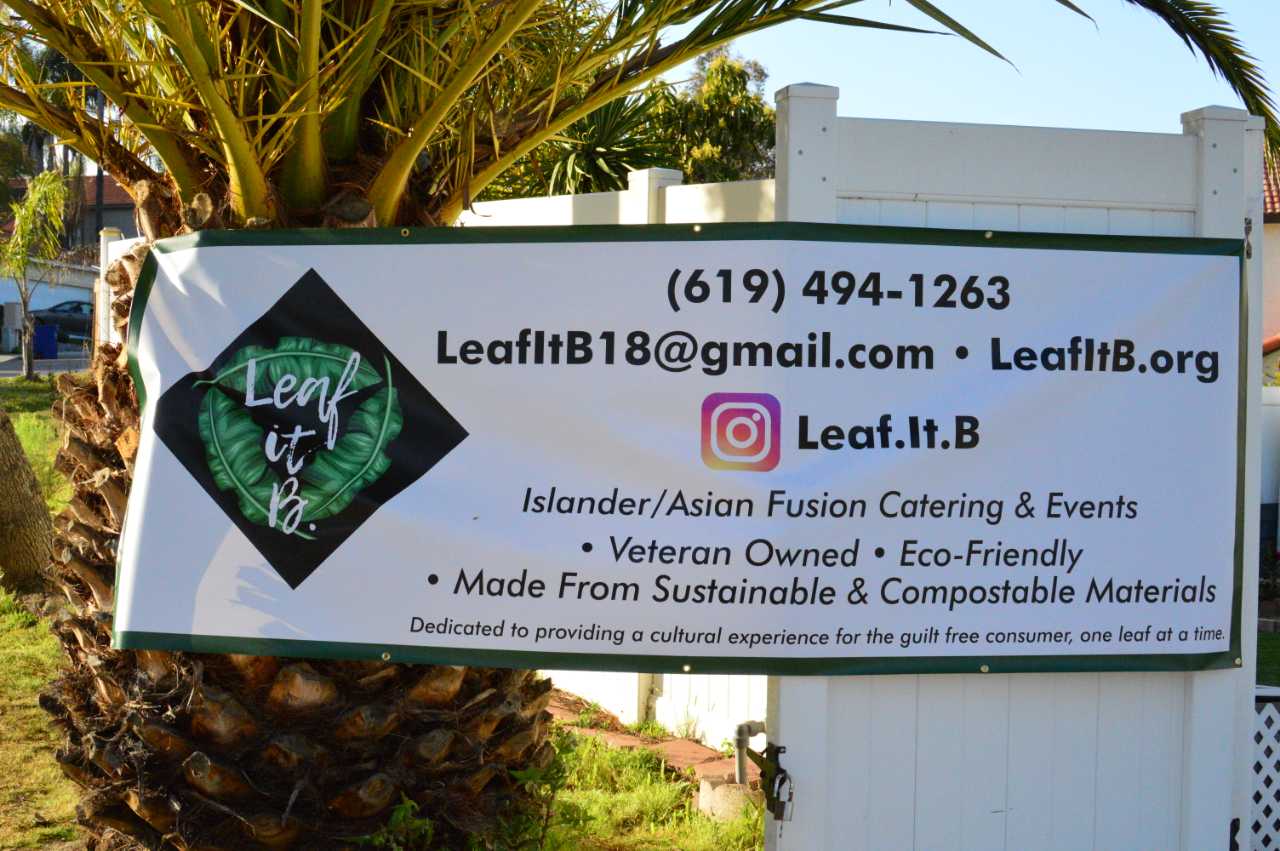 Leaf
it
B.
(619) 494-1263
LeafItB18@gmail.com • LeafItB.org
Leaf.It.B
Islander/Asian Fusion Catering & Events
• Veteran Owned • Eco-Friendly
• Made From Sustainable & Compostable Materials
Dedicated to providing a cultural experience for the guilt free consumer, one leaf at a time.